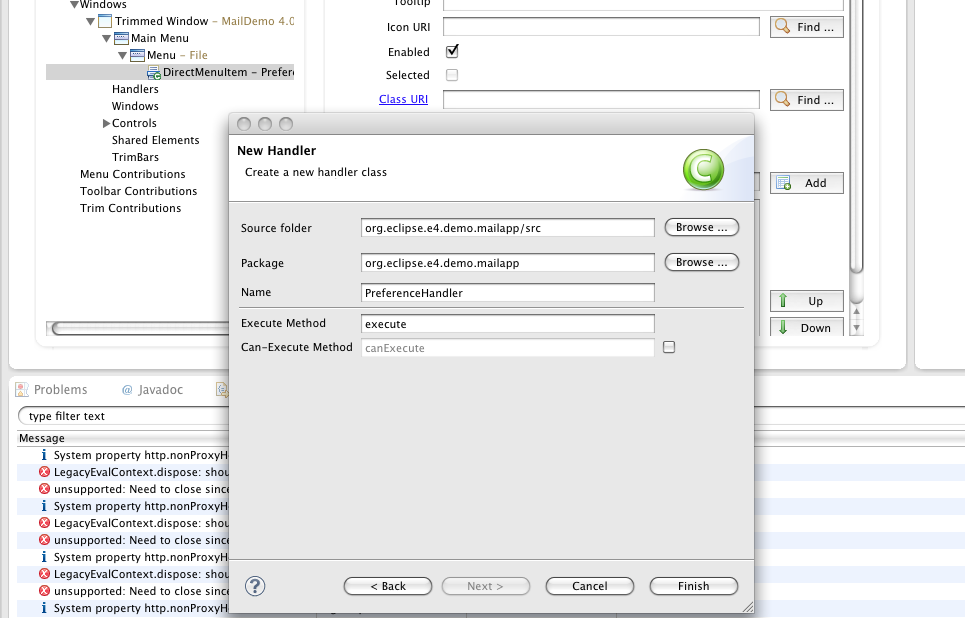 Windows
Tooltip
Trimmed Window – MailDemo 4.0
Icon URI
Find ...
Main Menu
Menu – File
Enabled
DirectMenuItem – Prefer
Selected
Handlers
Class URI
Find ...
Windows
Controls
Shared Elements
TrimBars
Menu Contributions
Toolbar Contributions
Trim Contributions
Add
Up
Down
New Handler
Create a new handler class
C
Source folder
org.eclipse.e4.demo.mailapp/src
Browse ...
Package
org.eclipse.e4.demo.mailapp
Browse ...
Name
PreferenceHandler
Execute Method
execute
Can-Execute Method
canExecute
?
< Back
Next >
Cancel
Finish
Problems
@ Javadoc
type filter text
Message
i System property http.nonProxyH
LegacyEvalContext.dispose: shou
unsupported: Need to close since
i System property http.nonProxyH
LegacyEvalContext.dispose: shou
unsupported: Need to close since
i System property http.nonProxyH
LegacyEvalContext.dispose: shou
unsupported: Need to close since
i System property http.nonProxyH